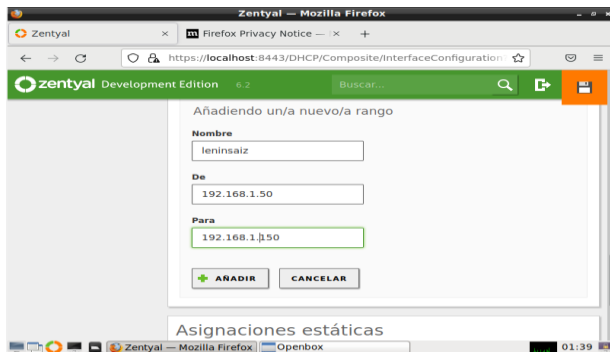 Zentyal — Mozilla Firefox
Zentyal
Firefox Privacy Notice —
https://localhost:8443/DHCP/Composite/InterfaceConfiguration
zentyal Development Edition 6.2
Buscar...
Añadiendo un/a nuevo/a rango
Nombre
leninsaiz
De
192.168.1.50
Para
192.168.1.150
AÑADIR
CANCELAR
Asignaciones estáticas
Zentyal — Mozilla Firefox
Openbox
01:39